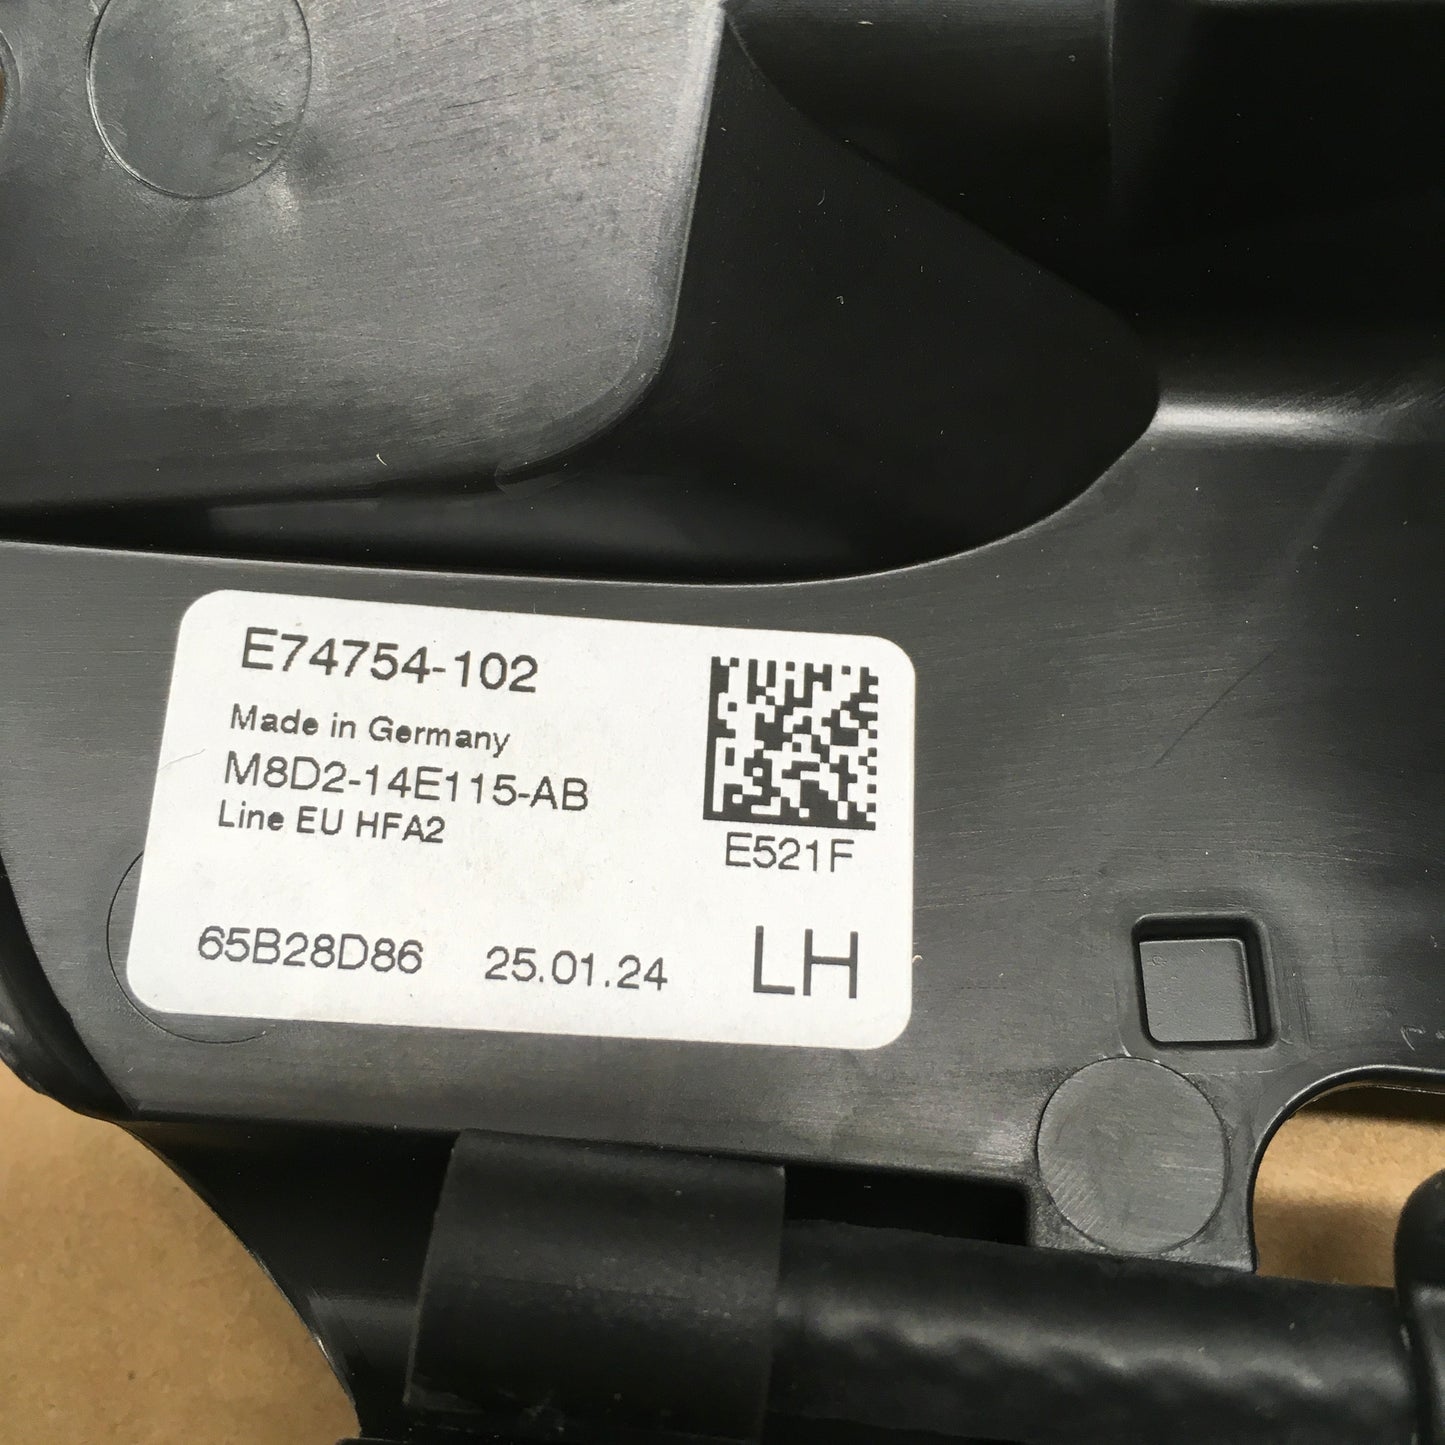 E74754-102
Made in Germany
M8D2-14E115-AB
Line EU HFA2
E521F
65B28D86 25.01.24 LH